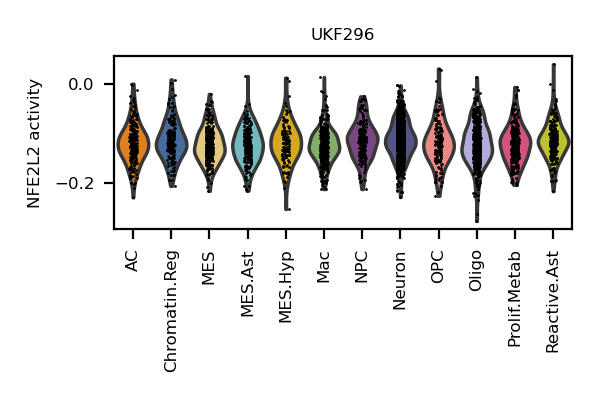 UKF296
NFE2L2 activity
0.0
−0.2
AC
Chromatin.Reg
MES
MES.Ast
MES.Hyp
Mac
NPC
Neuron
OPC
Oligo
Prolif.Metab
Reactive.Ast